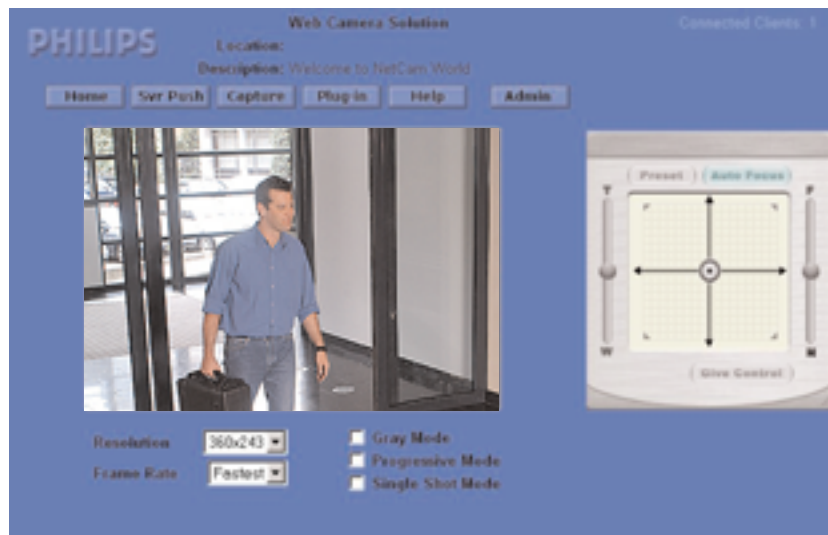 Web Camera Solution
Connected Clients: 1
PHILIPS
Location:
Description: Welcome to NetCam World
Home Svr Push Capture Plug-in Help Admin
Preset Auto Focus
T F
W N
Give Control
Resolution 360x243
Gray Mode
Progressive Mode
Frame Rate Fastest
Single Shot Mode